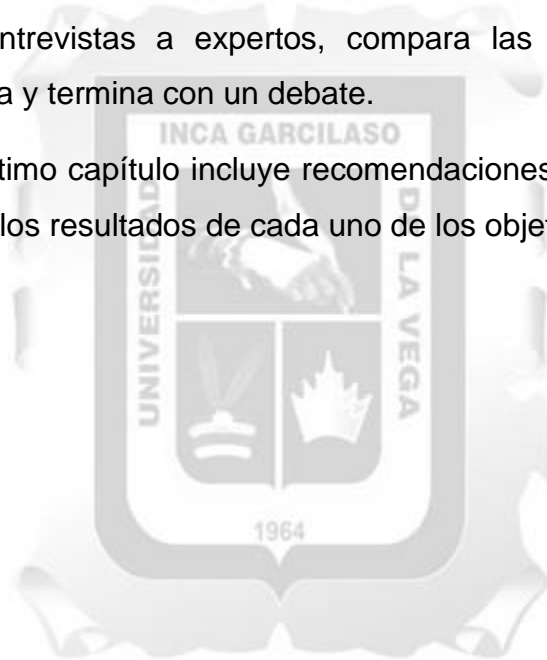 ntrevistas a expertos, compara las
a y termina con un debate.
INCA GARCILASO
timo capítulo incluye recomendaciones
los resultados de cada uno de los obje
UNIVERSIDAD
DE LA VEGA
1964